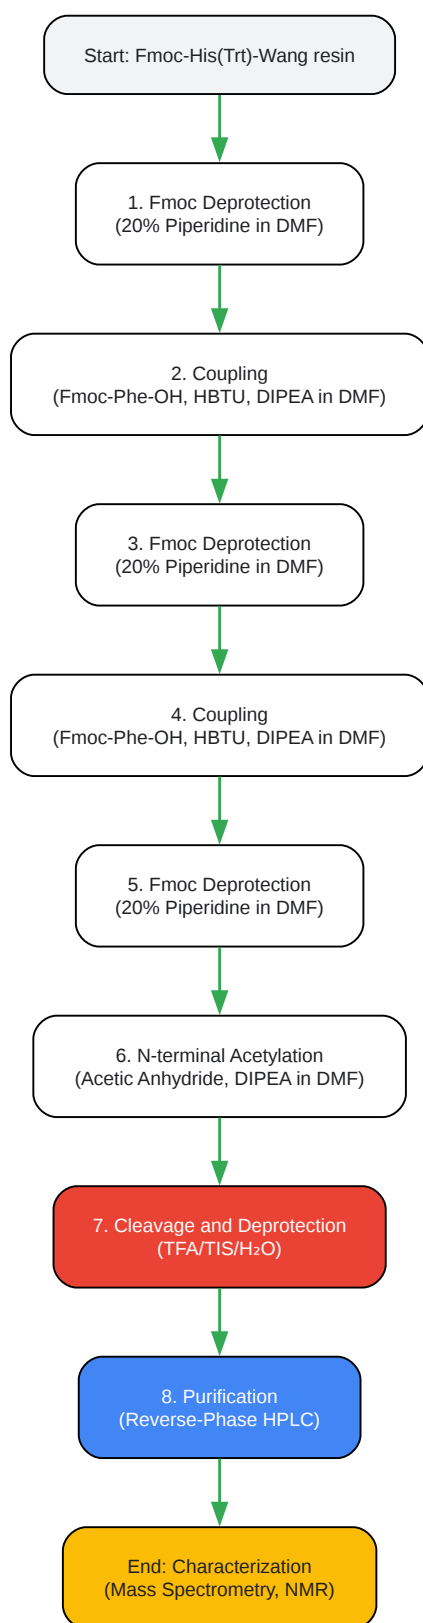 Start: Fmoc-His(Trt)-Wang resin
1. Fmoc Deprotection
(20% Piperidine in DMF)
2. Coupling
(Fmoc-Phe-OH, HBTU, DIPEA in DMF)
3. Fmoc Deprotection
(20% Piperidine in DMF)
4. Coupling
(Fmoc-Phe-OH, HBTU, DIPEA in DMF)
5. Fmoc Deprotection
(20% Piperidine in DMF)
6. N-terminal Acetylation
(Acetic Anhydride, DIPEA in DMF)
7. Cleavage and Deprotection
(TFA/TIS/H₂O)
8. Purification
(Reverse-Phase HPLC)
End: Characterization
(Mass Spectrometry, NMR)